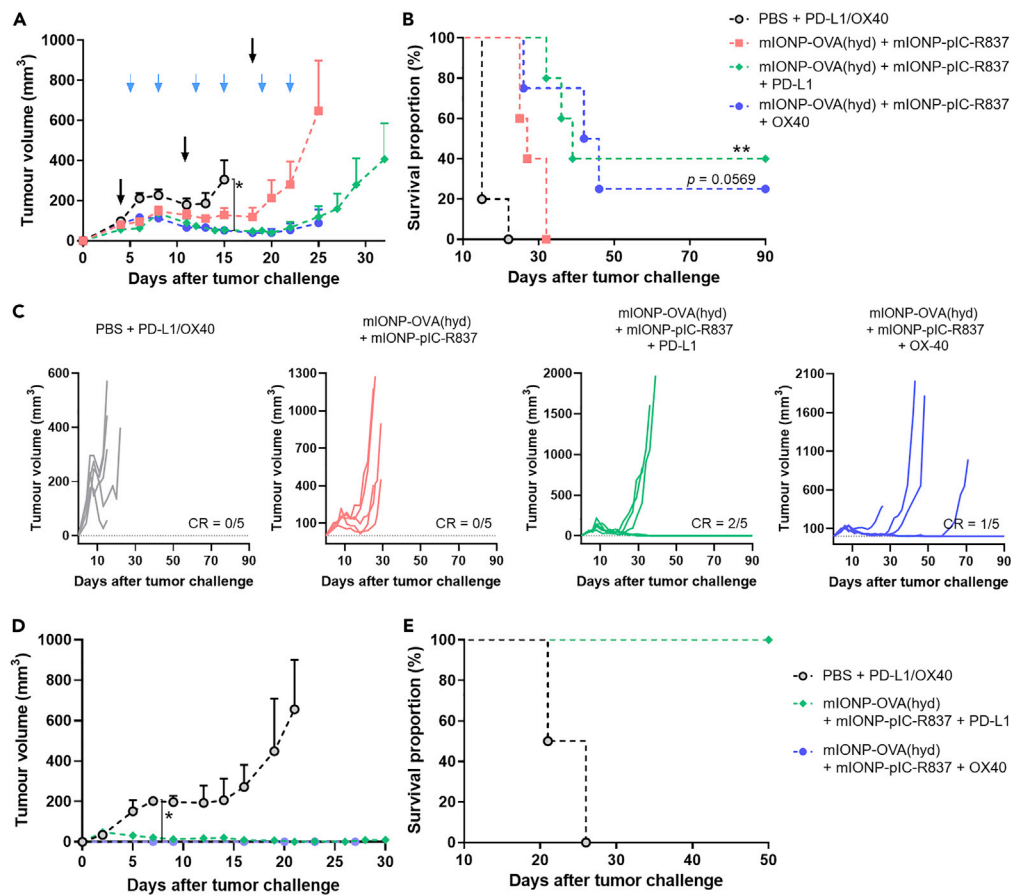 A
Tumour volume (mm³)
1000
800
600
400
200
0
0
5
10
15
20
25
30
*
Days after tumor challenge
B
Survival proportion (%)
100
80
60
40
20
0
10
30
50
70
90
**
p = 0.0569
Days after tumor challenge
PBS + PD-L1/OX40
mIONP-OVA(hyd) + mIONP-pIC-R837
mIONP-OVA(hyd) + mIONP-pIC-R837
+ PD-L1
mIONP-OVA(hyd) + mIONP-pIC-R837
+ OX40
C
PBS + PD-L1/OX40
Tumour volume (mm³)
600
400
200
0
CR = 0/5
10
30
50
70
90
Days after tumor challenge
mIONP-OVA(hyd)
+ mIONP-pIC-R837
Tumour volume (mm³)
1300
1000
700
400
100
CR = 0/5
10
30
50
70
90
Days after tumor challenge
mIONP-OVA(hyd)
+ mIONP-pIC-R837
+ PD-L1
Tumour volume (mm³)
2000
1500
1000
500
0
CR = 2/5
10
30
50
70
90
Days after tumor challenge
mIONP-OVA(hyd)
+ mIONP-pIC-R837
+ OX-40
Tumour volume (mm³)
2100
1600
1100
600
100
CR = 1/5
10
30
50
70
90
Days after tumor challenge
D
Tumour volume (mm³)
1000
800
600
400
200
0
0
5
10
15
20
25
30
*
Days after tumor challenge
E
Survival proportion (%)
100
80
60
40
20
0
10
20
30
40
50
Days after tumor challenge
PBS + PD-L1/OX40
mIONP-OVA(hyd)
+ mIONP-pIC-R837 + PD-L1
mIONP-OVA(hyd)
+ mIONP-pIC-R837 + OX40